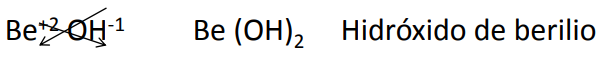 Be⁺² OH⁻¹ Be (OH)₂ Hidróxido de berilio